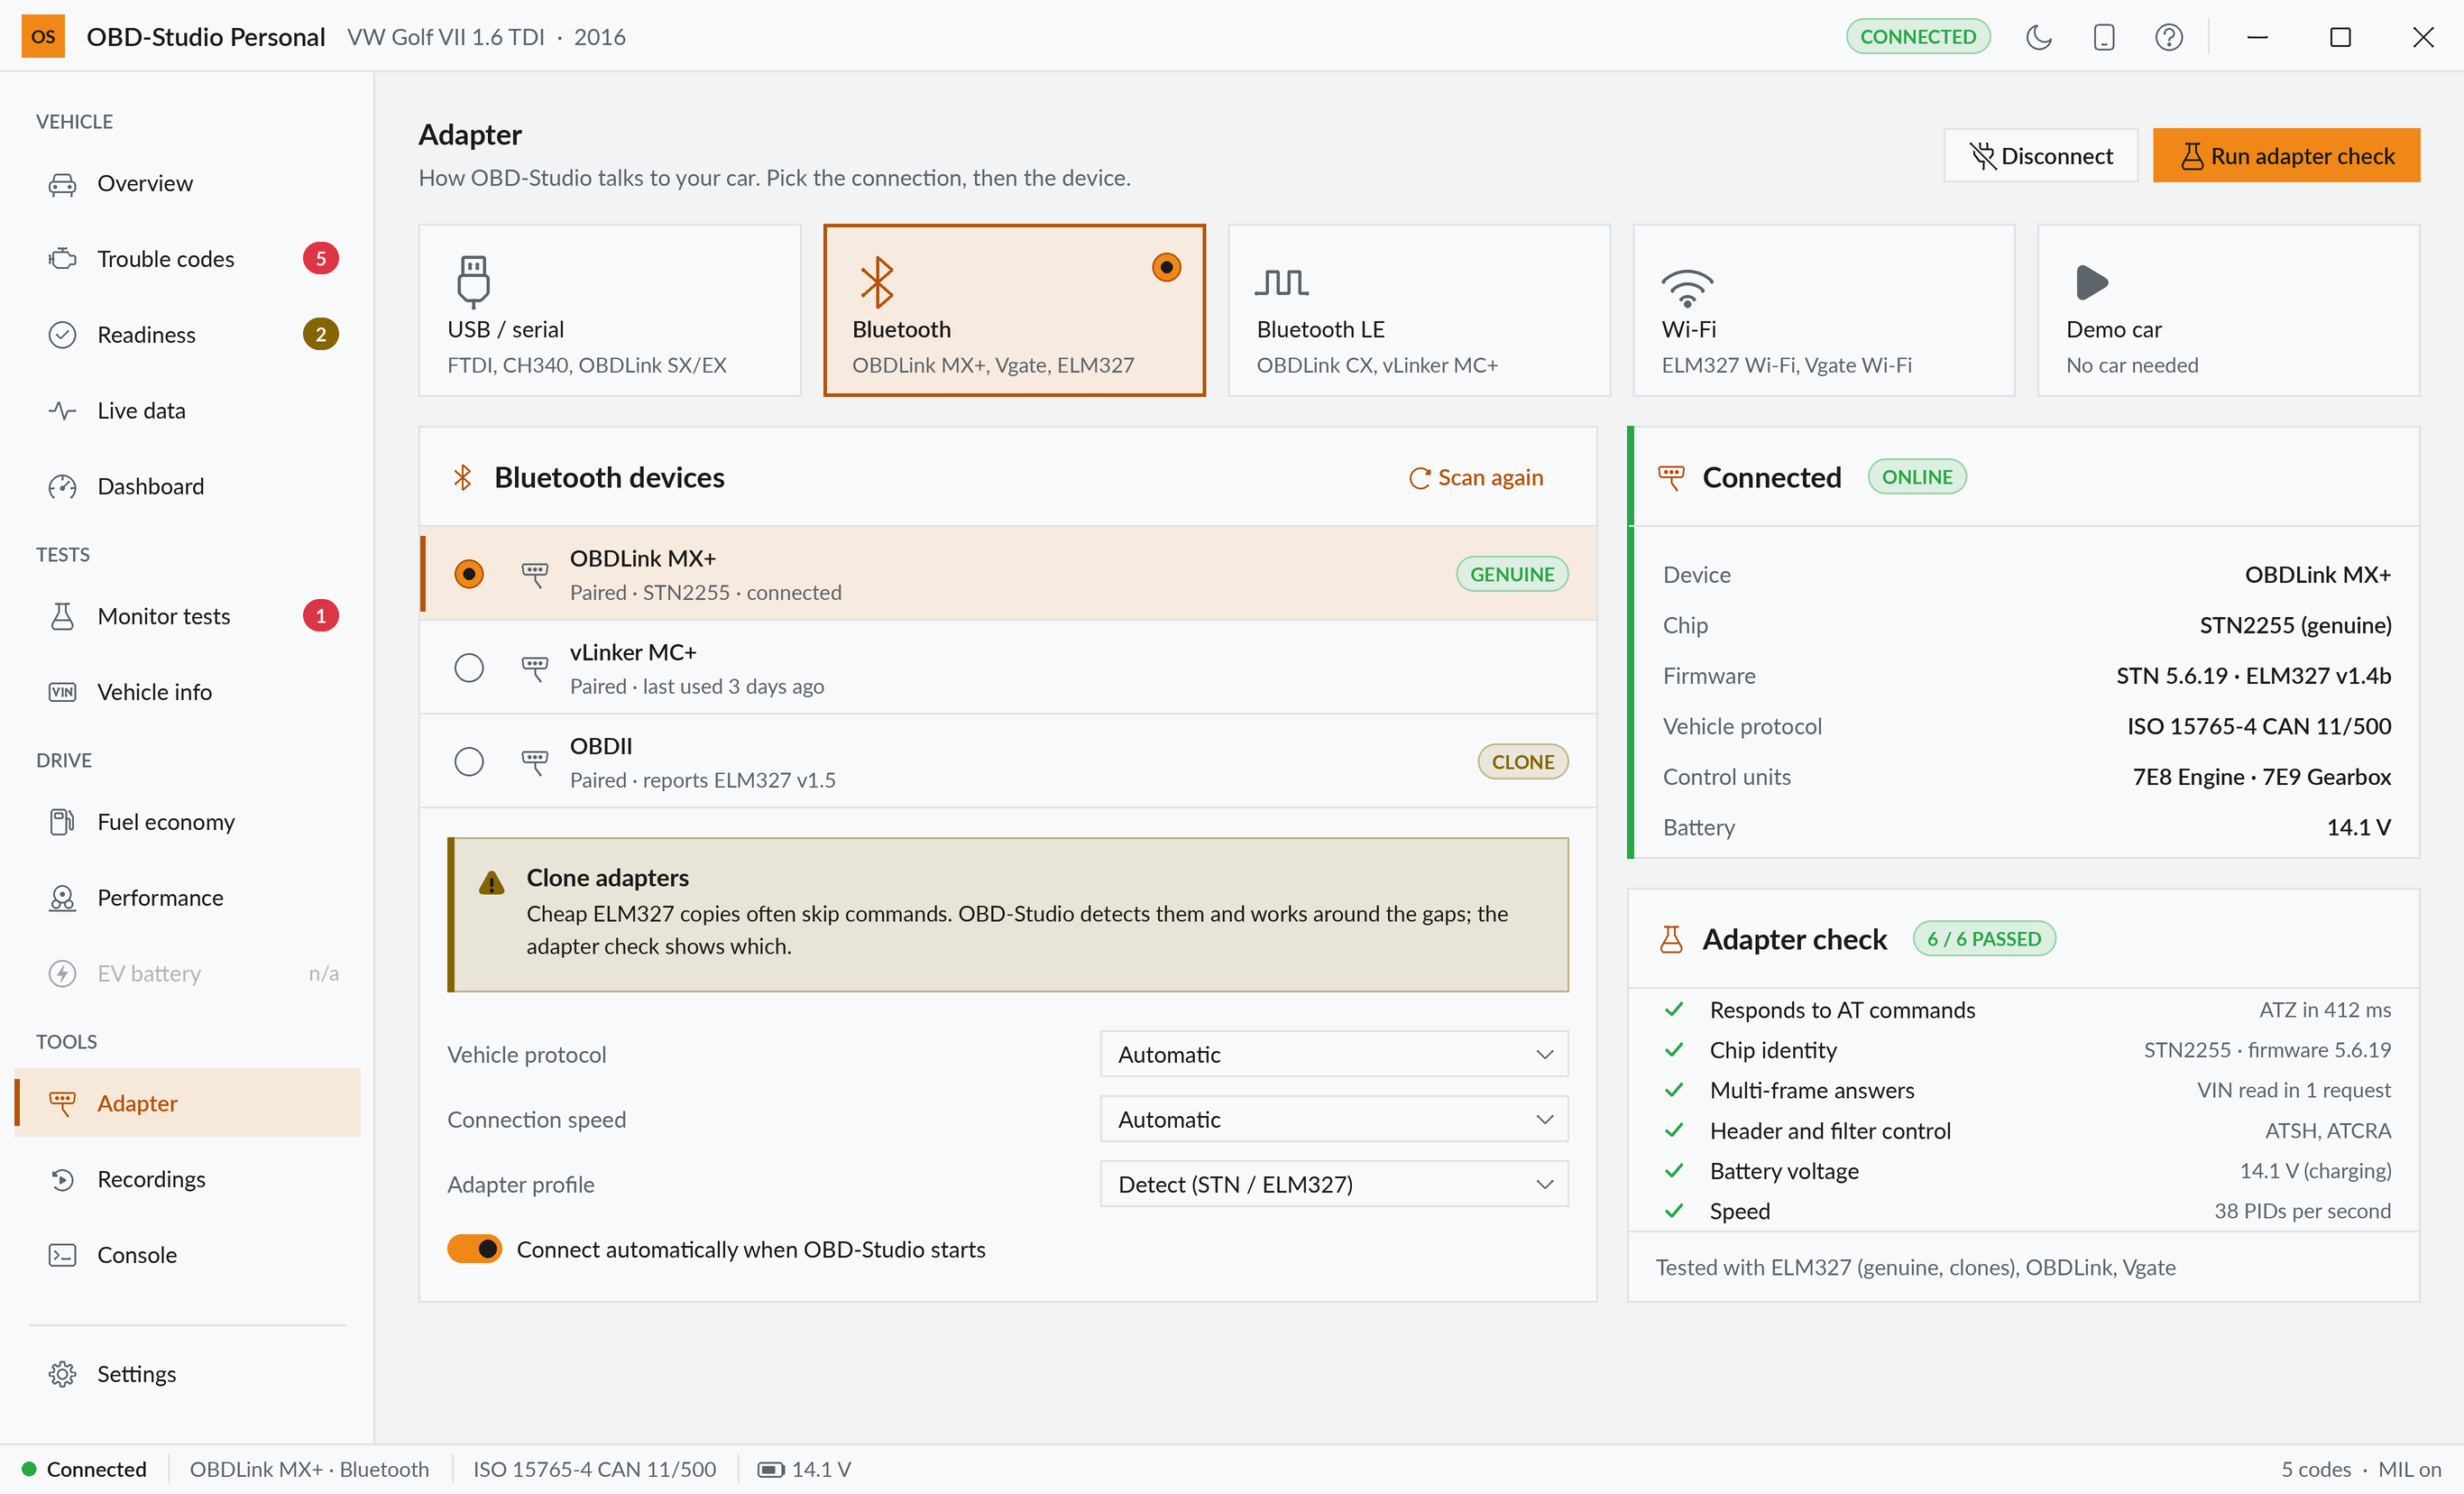 OS OBD-Studio Personal VW Golf VII 1.6 TDI · 2016 CONNECTED
VEHICLE
Overview
Trouble codes 5
Readiness 2
Live data
Dashboard
TESTS
Monitor tests 1
VIN Vehicle info
DRIVE
Fuel economy
Performance
EV battery n/a
TOOLS
Adapter
Recordings
Console
Settings
Adapter
How OBD-Studio talks to your car. Pick the connection, then the device.
Disconnect Run adapter check
USB / serial
FTDI, CH340, OBDLink SX/EX
Bluetooth
OBDLink MX+, Vgate, ELM327
Bluetooth LE
OBDLink CX, vLinker MC+
Wi-Fi
ELM327 Wi-Fi, Vgate Wi-Fi
Demo car
No car needed
Bluetooth devices Scan again
OBDLink MX+
Paired · STN2255 · connected
GENUINE
vLinker MC+
Paired · last used 3 days ago
OBDII
Paired · reports ELM327 v1.5
CLONE
Clone adapters
Cheap ELM327 copies often skip commands. OBD-Studio detects them and works around the gaps; the
adapter check shows which.
Vehicle protocol Automatic
Connection speed Automatic
Adapter profile Detect (STN / ELM327)
Connect automatically when OBD-Studio starts
Connected ONLINE
Device OBDLink MX+
Chip STN2255 (genuine)
Firmware STN 5.6.19 · ELM327 v1.4b
Vehicle protocol ISO 15765-4 CAN 11/500
Control units 7E8 Engine · 7E9 Gearbox
Battery 14.1 V
Adapter check 6 / 6 PASSED
Responds to AT commands ATZ in 412 ms
Chip identity STN2255 · firmware 5.6.19
Multi-frame answers VIN read in 1 request
Header and filter control ATSH, ATCRA
Battery voltage 14.1 V (charging)
Speed 38 PIDs per second
Tested with ELM327 (genuine, clones), OBDLink, Vgate
Connected OBDLink MX+ · Bluetooth ISO 15765-4 CAN 11/500 14.1 V 5 codes · MIL on